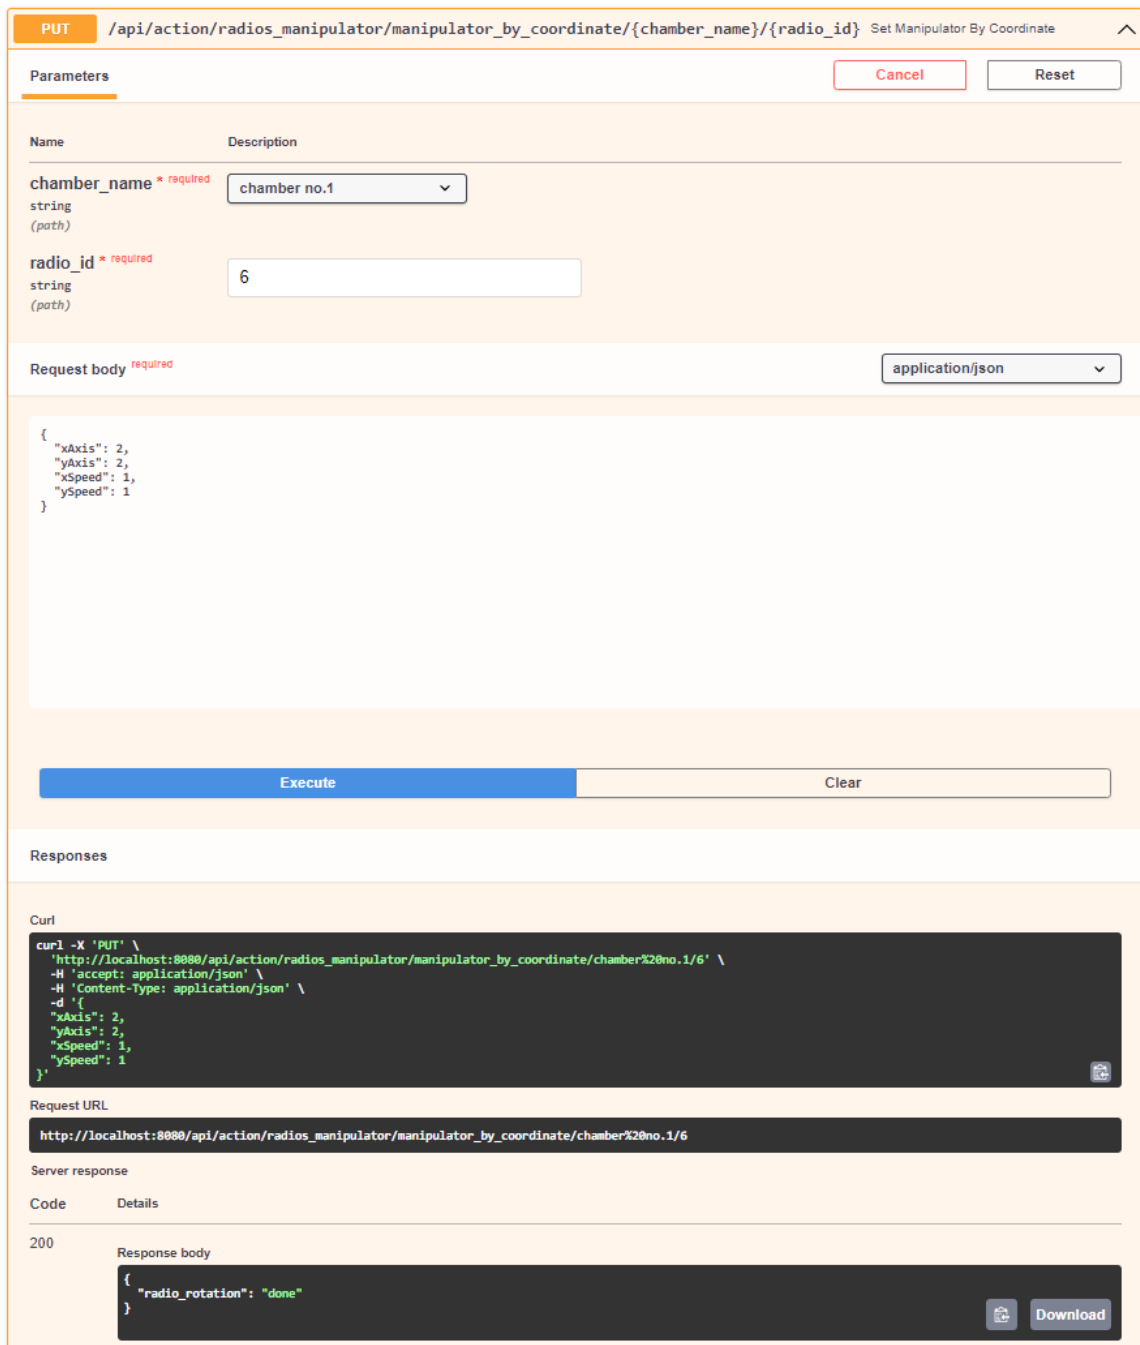 PUT /api/action/radios_manipulator/manipulator_by_coordinate/{chamber_name}/{radio_id} Set Manipulator By Coordinate
Parameters Cancel Reset
Name Description
chamber_name * required chamber no.1
string
(path)
radio_id * required 6
string
(path)
Request body required application/json
{
"xAxis": 2,
"yAxis": 2,
"xSpeed": 1,
"ySpeed": 1
}
Execute Clear
Responses
Curl
curl -X 'PUT' \
'http://localhost:8080/api/action/radios_manipulator/manipulator_by_coordinate/chamber%20no.1/6' \
-H 'accept: application/json' \
-H 'Content-Type: application/json' \
-d '{
"xAxis": 2,
"yAxis": 2,
"xSpeed": 1,
"ySpeed": 1
}'
Request URL
http://localhost:8080/api/action/radios_manipulator/manipulator_by_coordinate/chamber%20no.1/6
Server response
Code Details
200
Response body
{
"radio_rotation": "done"
}
Download